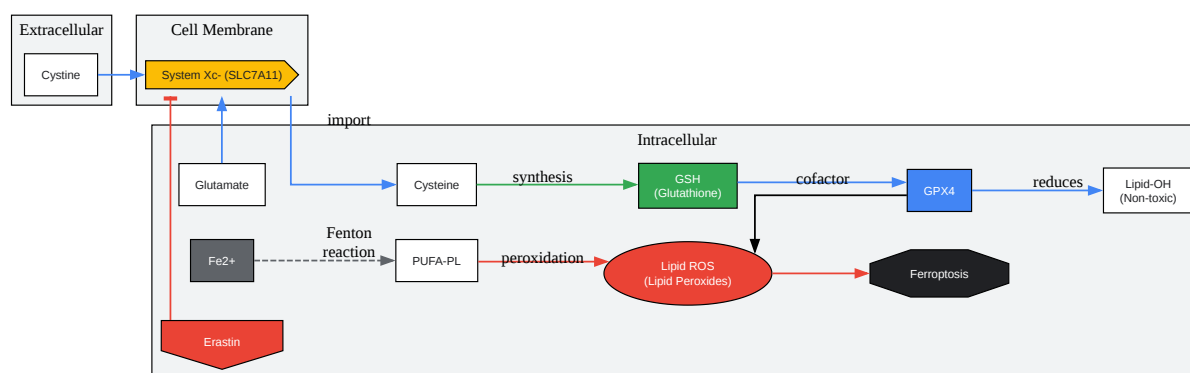 Extracellular
Cell Membrane
Cystine
System Xc- (SLC7A11)
import
Intracellular
Glutamate
Cysteine
synthesis
GSH
(Glutathione)
cofactor
GPX4
reduces
Lipid-OH
(Non-toxic)
Fe2+
Fenton
reaction
PUFA-PL
peroxidation
Lipid ROS
(Lipid Peroxides)
Ferroptosis
Erastin